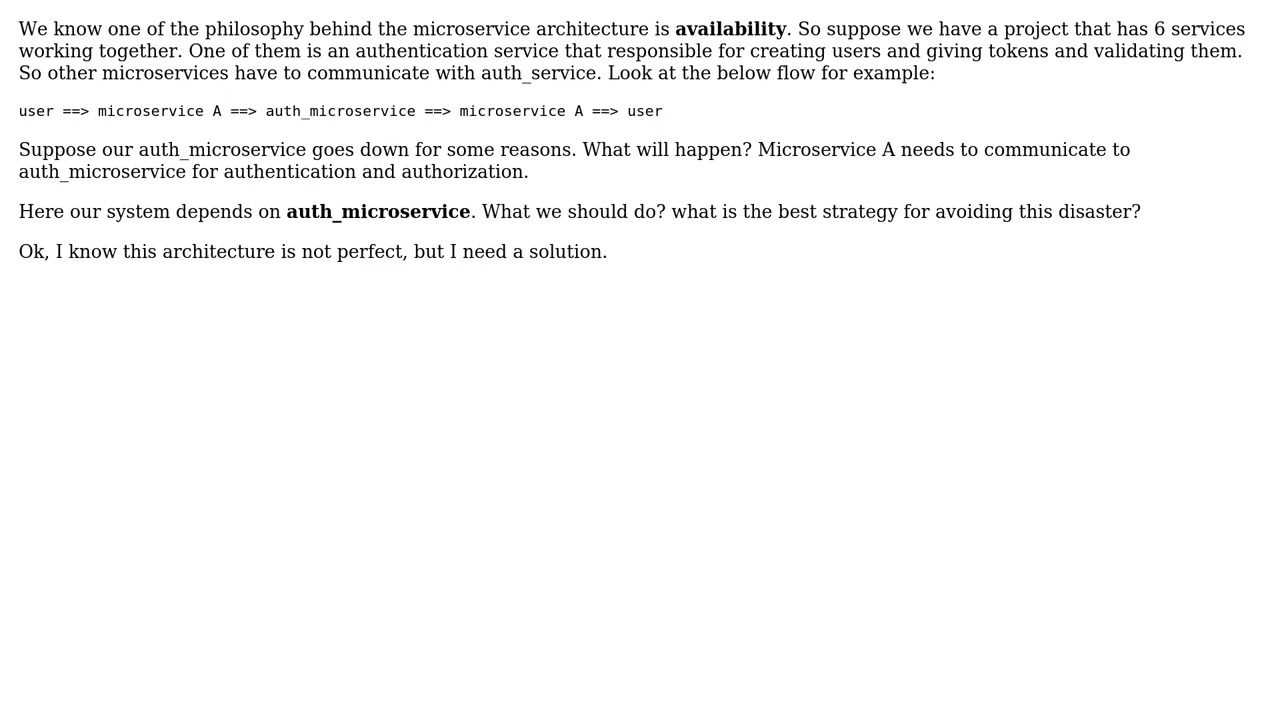 We know one of the philosophy behind the microservice architecture is availability. So suppose we have a project that has 6 services
working together. One of them is an authentication service that responsible for creating users and giving tokens and validating them.
So other microservices have to communicate with auth_service. Look at the below flow for example:
user ==> microservice A ==> auth_microservice ==> microservice A ==> user
Suppose our auth_microservice goes down for some reasons. What will happen? Microservice A needs to communicate to
auth_microservice for authentication and authorization.
Here our system depends on auth_microservice. What we should do? what is the best strategy for avoiding this disaster?
Ok, I know this architecture is not perfect, but I need a solution.